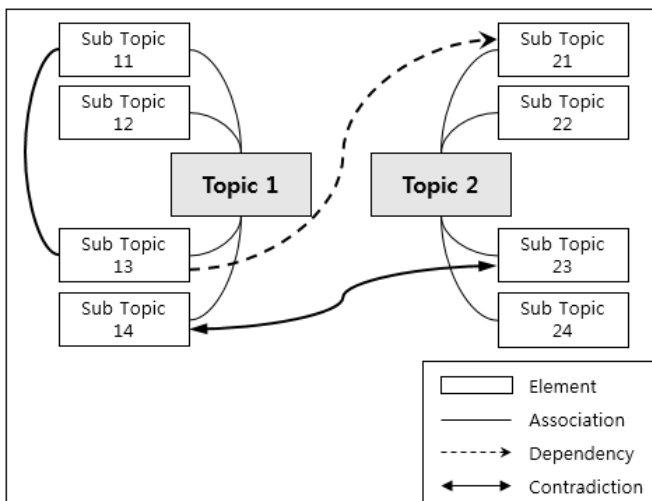 Sub Topic
11
Sub Topic
12
Topic 1
Sub Topic
13
Sub Topic
14
Sub Topic
21
Sub Topic
22
Topic 2
Sub Topic
23
Sub Topic
24
Element
Association
Dependency
Contradiction